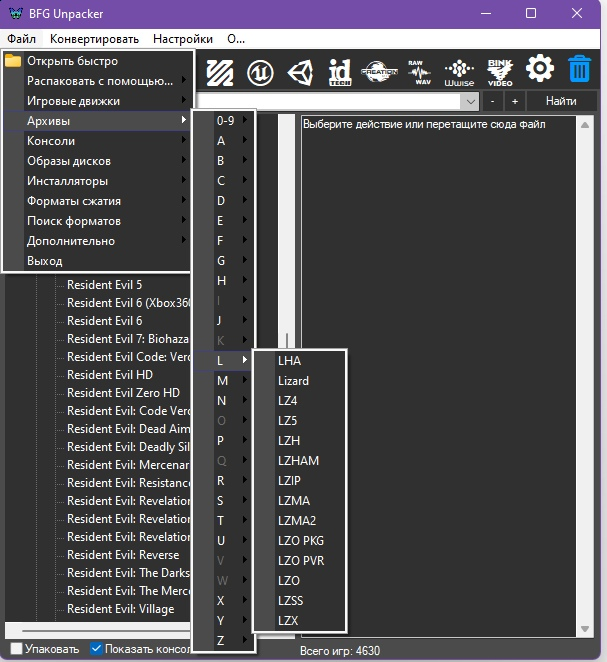 BFG Unpacker
Файл Конвертировать Настройки О...
Открыть быстро
Распаковать с помощью...
Игровые движки
Архивы
Консоли
Образы дисков
Инсталляторы
Форматы сжатия
Поиск форматов
Дополнительно
Выход
id TECH
CREATION
RAW WAV
Wwise
BINK VIDEO
- + Найти
0-9
A
B
C
D
E
F
G
H
I
J
K
L
M
N
O
P
Q
R
S
T
U
V
W
X
Y
Z
LHA
Lizard
LZ4
LZ5
LZH
LZHAM
LZIP
LZMA
LZMA2
LZO PKG
LZO PVR
LZO
LZSS
LZX
Выберите действие или перетащите сюда файл
Resident Evil 5
Resident Evil 6 (Xbox360
Resident Evil 6
Resident Evil 7: Biohaza
Resident Evil Code: Verc
Resident Evil HD
Resident Evil Zero HD
Resident Evil: Code Verc
Resident Evil: Dead Aim
Resident Evil: Deadly Sil
Resident Evil: Mercenar
Resident Evil: Resistanc
Resident Evil: Revelation
Resident Evil: Revelation
Resident Evil: Revelation
Resident Evil: Reverse
Resident Evil: The Darks
Resident Evil: The Merce
Resident Evil: Village
Упаковать Показать консол
Всего игр: 4630